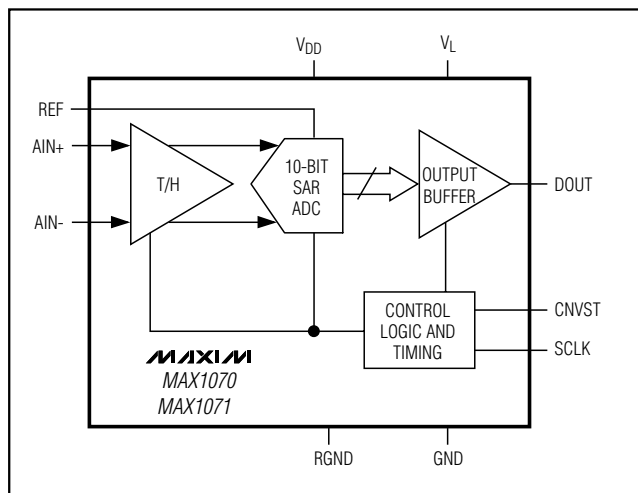 VDD
VL
REF
AIN+
AIN-
T/H
10-BIT
SAR
ADC
OUTPUT
BUFFER
DOUT
CONTROL
LOGIC AND
TIMING
CNVST
SCLK
MAXIM
MAX1070
MAX1071
RGND
GND